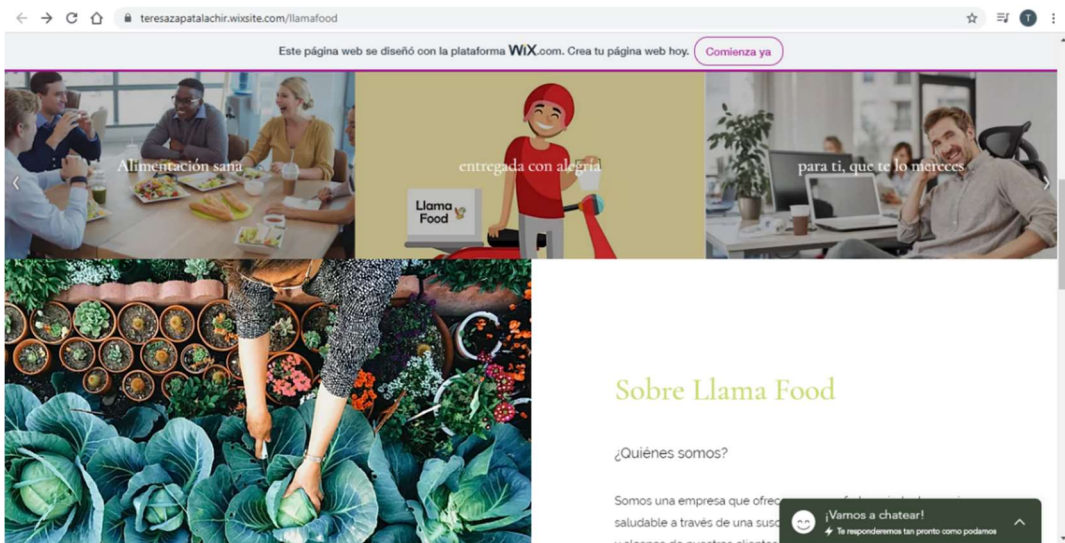 teresazapatalachir.wixsite.com/llamafood
T
Este página web se diseñó con la plataforma WiX.com. Crea tu página web hoy. Comienza ya
Alimentación sana
entregada con alegría
para ti, que te lo mereces
Llama
Food
Sobre Llama Food
¿Quiénes somos?
Somos una empresa que ofrec
saludable a través de una susc
¡Vamos a chatear!
Te responderemos tan pronto como podamos